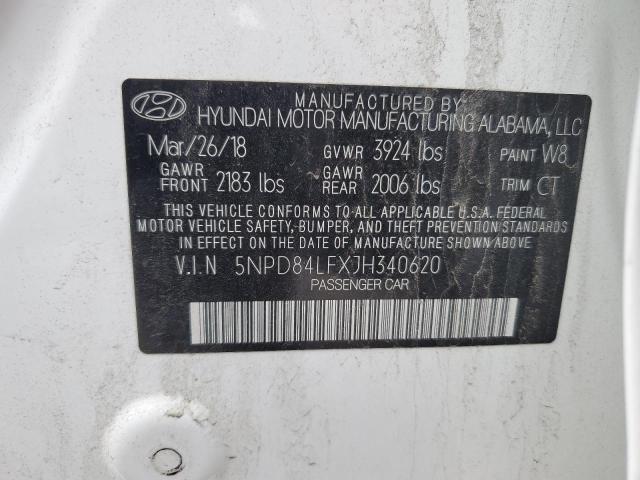 MANUFACTURED BY
HYUNDAI MOTOR MANUFACTURING ALABAMA, LLC
Mar/26/18 GVWR 3924 lbs PAINT W8
GAWR FRONT 2183 lbs GAWR REAR 2006 lbs TRIM CT
THIS VEHICLE CONFORMS TO ALL APPLICABLE U.S.A. FEDERAL
MOTOR VEHICLE SAFETY, BUMPER, AND THEFT PREVENTION
STANDARDS IN EFFECT ON THE DATE OF MANUFACTURE SHOWN ABOVE.
V.I.N 5NPD84LFXJH340620
PASSENGER CAR